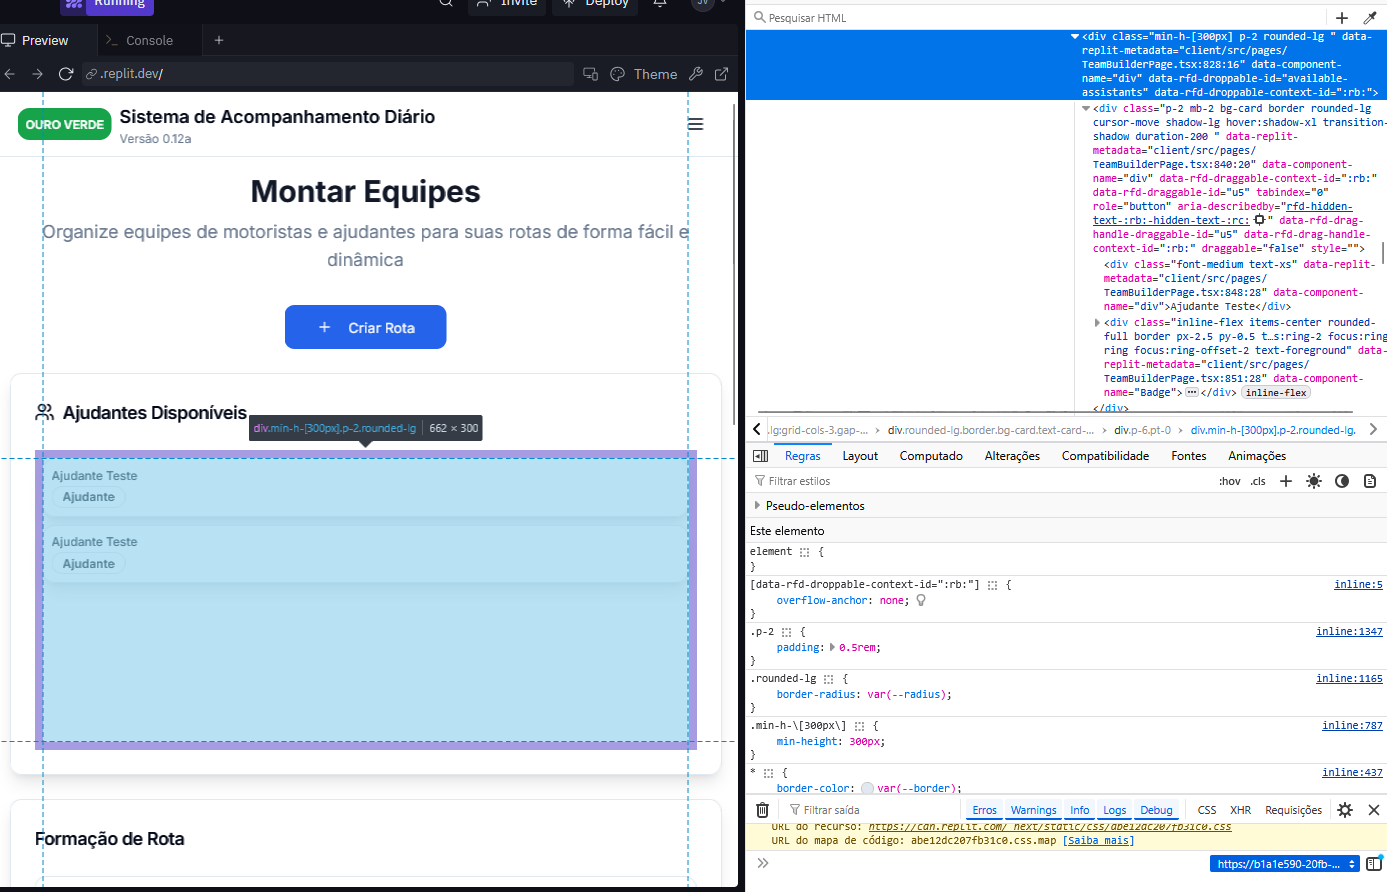 Running
Invite
Deploy
JV
Preview
Console
.replit.dev/
Theme
OURO VERDE
Sistema de Acompanhamento Diário
Versão 0.12a
Montar Equipes
Organize equipes de motoristas e ajudantes para suas rotas de forma fácil e
dinâmica
Criar Rota
Ajudantes Disponíveis
div.min-h-[300px].p-2.rounded-lg | 662 × 300
Ajudante Teste
Ajudante
Ajudante Teste
Ajudante
Formação de Rota
Pesquisar HTML
<div class="min-h-[300px] p-2 rounded-lg " data-
replit-metadata="client/src/pages/
TeamBuilderPage.tsx:828:16" data-component-
name="div" data-rfd-droppable-id="available-
assistants" data-rfd-droppable-context-id=":rb:">
<div class="p-2 mb-2 bg-card border rounded-lg
cursor-move shadow-lg hover:shadow-xl transition-
shadow duration-200 " data-replit-
metadata="client/src/pages/
TeamBuilderPage.tsx:840:20" data-component-
name="div" data-rfd-draggable-context-id=":rb:"
data-rfd-draggable-id="u5" tabindex="0"
role="button" aria-describedby="rfd-hidden-
text-:rb:-hidden-text-:rc:" data-rfd-drag-
handle-draggable-id="u5" data-rfd-drag-handle-
context-id=":rb:" draggable="false" style="">
<div class="font-medium text-xs" data-replit-
metadata="client/src/pages/
TeamBuilderPage.tsx:848:28" data-component-
name="div">Ajudante Teste</div>
<div class="inline-flex items-center rounded-
full border px-2.5 py-0.5 t…s:ring-2 focus:ring
ring focus:ring-offset-2 text-foreground" data-
replit-metadata="client/src/pages/
TeamBuilderPage.tsx:851:28" data-component-
name="Badge">…</div> inline-flex
</div>
.lg:grid-cols-3.gap-… > div.rounded-lg.border.bg-card.text-card-… > div.p-6.pt-0 > div.min-h-[300px].p-2.rounded-lg.
Regras
Layout
Computado
Alterações
Compatibilidade
Fontes
Animações
Filtrar estilos
:hov .cls
Pseudo-elementos
Este elemento
element {
}
[data-rfd-droppable-context-id=":rb:"] { inline:5
overflow-anchor: none;
}
.p-2 { inline:1347
padding: 0.5rem;
}
.rounded-lg { inline:1165
border-radius: var(--radius);
}
.min-h-\[300px\] { inline:787
min-height: 300px;
}
* { inline:437
border-color: var(--border);
Filtrar saída
Erros
Warnings
Info
Logs
Debug
CSS
XHR
Requisições
URL do recurso: https://cdn.replit.com/_next/static/css/abe12dc207fb31c0.css
URL do mapa de código: abe12dc207fb31c0.css.map [Saiba mais]
https://b1a1e590-20fb-…